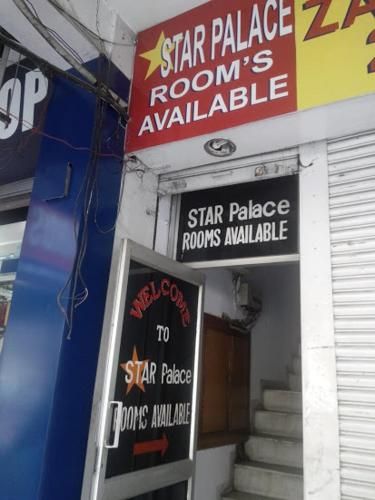 STAR PALACE
ROOM'S
AVAILABLE
ZA
OP
STAR Palace
ROOMS AVAILABLE
WELCOME
TO
STAR Palace
ROOMS AVAILABLE